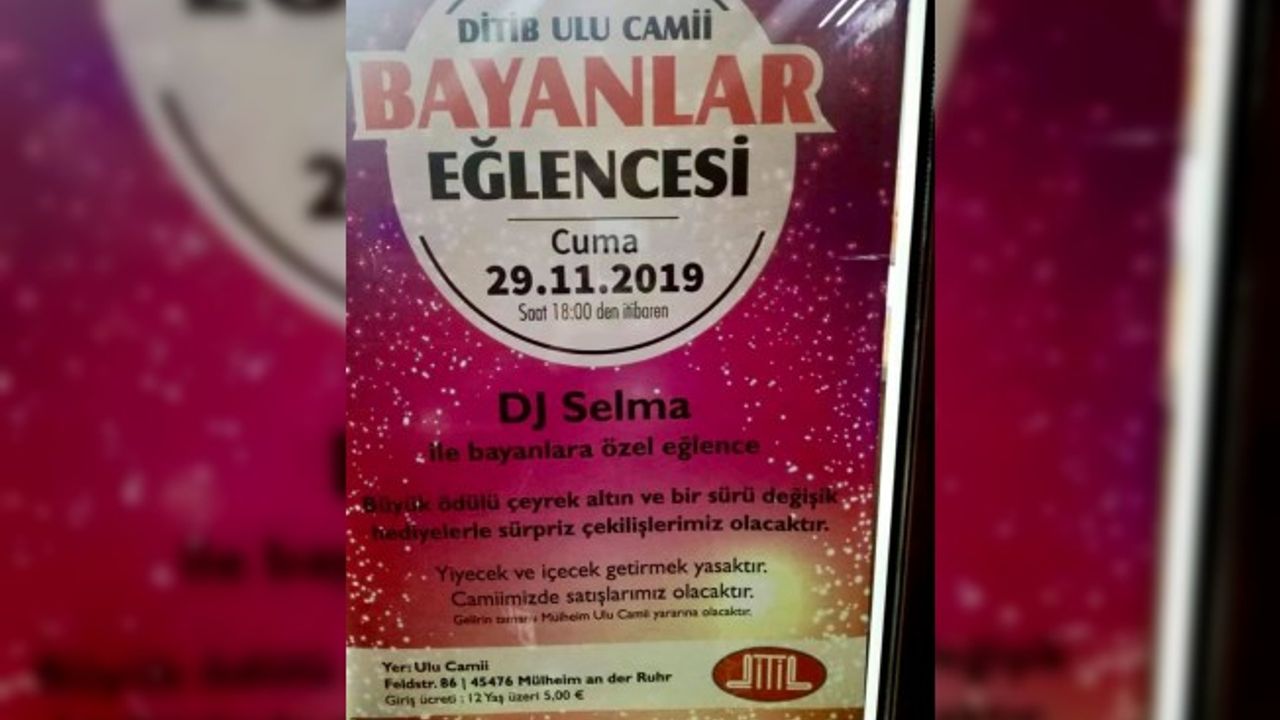 DİTİB ULU CAMİİ
BAYANLAR
EĞLENCESİ
Cuma
29.11.2019
Saat 18:00 den itibaren
DJ Selma
ile bayanlara özel eğlence
Büyük ödülü çeyrek altın ve bir sürü değişik
hediyelerle sürpriz çekilişlerimiz olacaktır.
Yiyecek ve içecek getirmek yasaktır.
Camiimizde satışlarımız olacaktır.
Gelirin tamamı Mülheim Ulu Camii yararına olacaktır.
Yer: Ulu Camii
Feldstr. 86 | 45476 Mülheim an der Ruhr
Giriş ücreti : 12 Yaş üzeri 5,00 €
DITIB